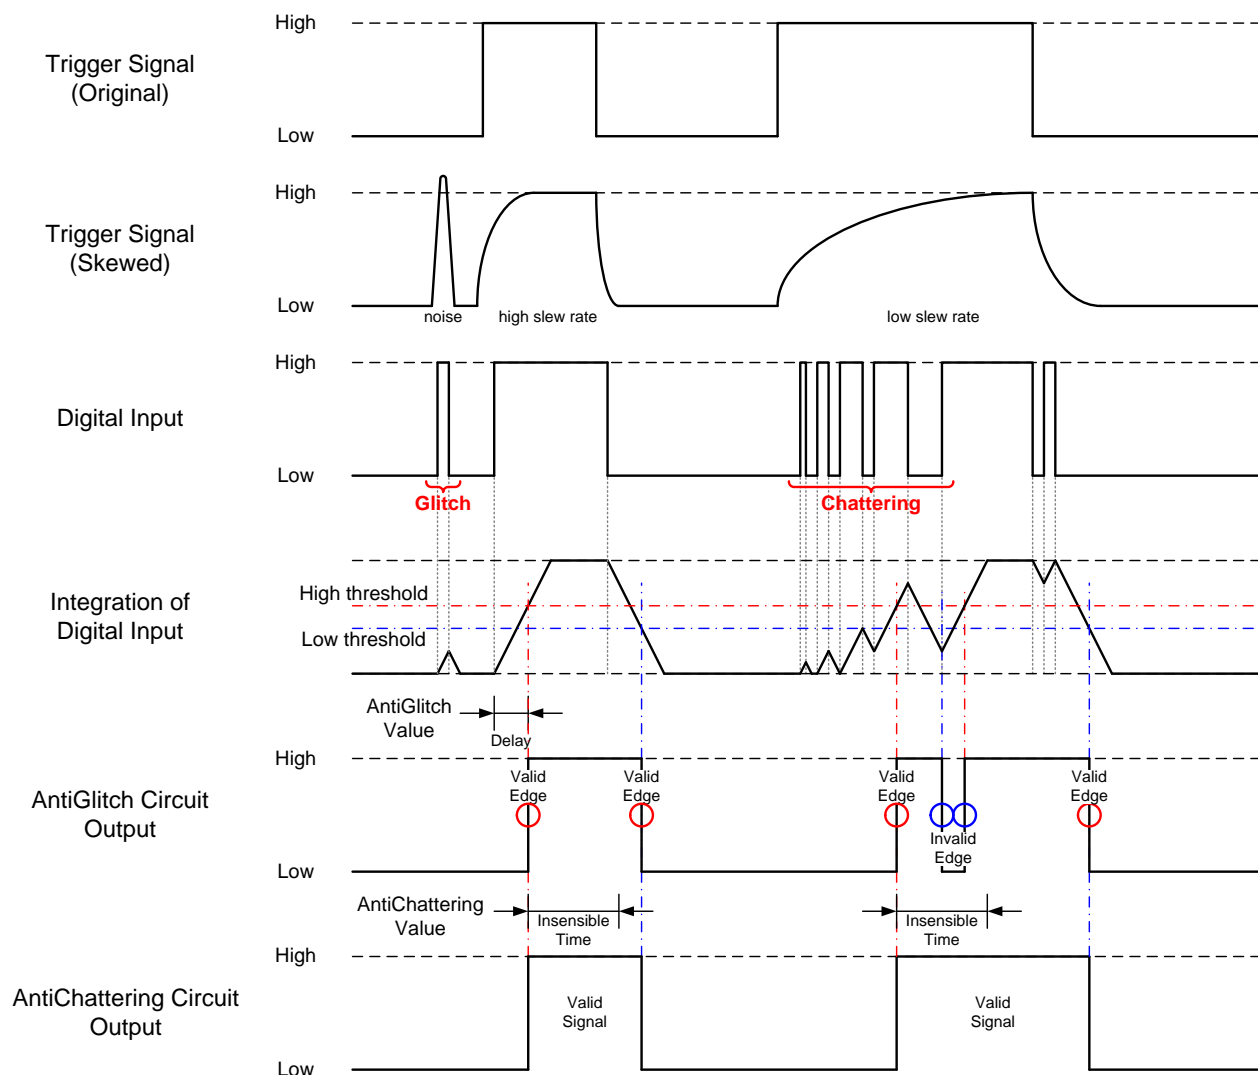 High
Trigger Signal
(Original)
Low
High
Trigger Signal
(Skewed)
Low
noise
high slew rate
low slew rate
High
Digital Input
Low
Glitch
Chattering
High threshold
Integration of
Digital Input
Low threshold
AntiGlitch
Value
Delay
High
Valid
Edge
Valid
Edge
Valid
Edge
Valid
Edge
AntiGlitch Circuit
Output
Invalid
Edge
Low
AntiChattering
Value
Insensible
Time
Insensible
Time
High
AntiChattering Circuit
Output
Valid
Signal
Valid
Signal
Low